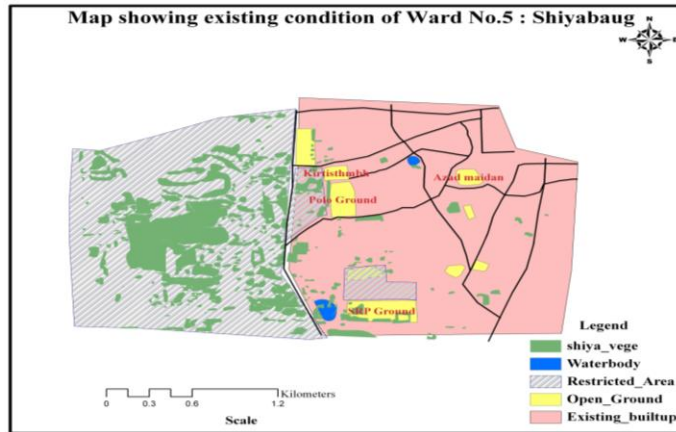 Map showing existing condition of Ward No.5 : Shiyabaug
N
W E
S
Kirtisthmbh
Azad maidan
Polo Ground
SRP Ground
Legend
shiya_vege
Waterbody
Restricted_Area
Open_Ground
Existing_builtup
Kilometers
0 0.3 0.6 1.2
Scale